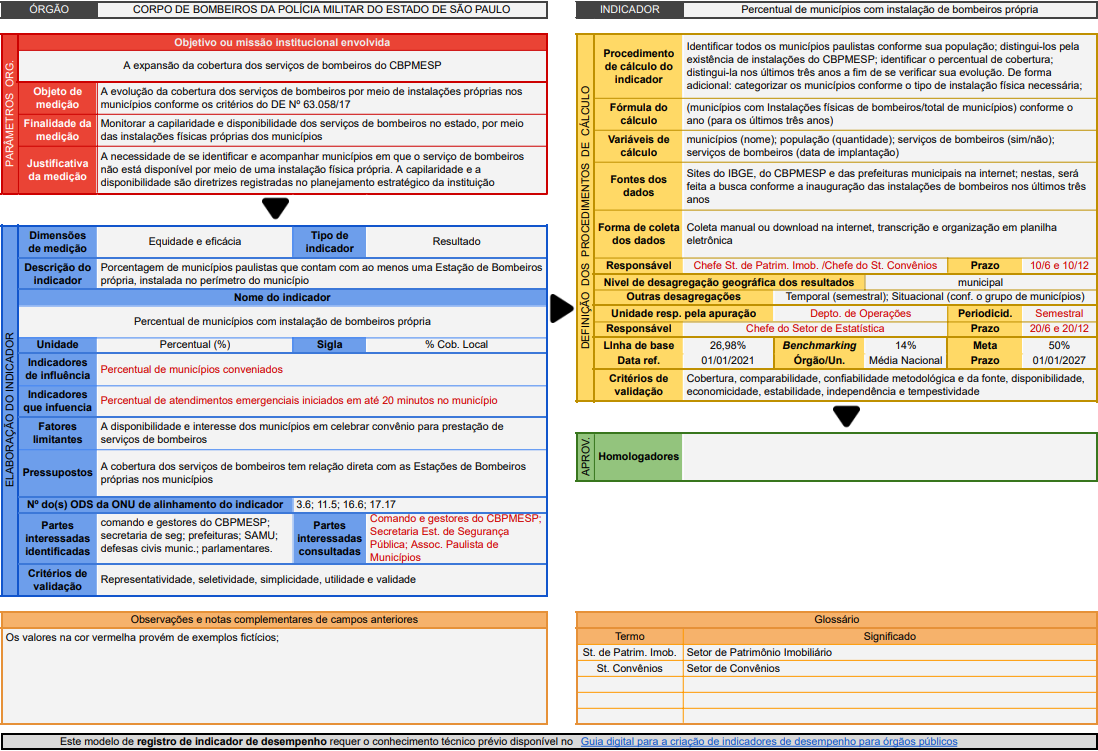 ÓRGÃO CORPO DE BOMBEIROS DA POLÍCIA MILITAR DO ESTADO DE SÃO PAULO
PARÂMETROS ORG.
Objetivo ou missão institucional envolvida
A expansão da cobertura dos serviços de bombeiros do CBPMESP
Objeto de medição
A evolução da cobertura dos serviços de bombeiros por meio de instalações próprias nos
municípios conforme os critérios do DE Nº 63.058/17
Finalidade da medição
Monitorar a capilaridade e disponibilidade dos serviços de bombeiros no estado, por meio
das instalações físicas próprias dos municípios
Justificativa da medição
A necessidade de se identificar e acompanhar municípios em que o serviço de bombeiros
não está disponível por meio de uma instalação física própria. A capilaridade e a
disponibilidade são diretrizes registradas no planejamento estratégico da instituição
ELABORAÇÃO DO INDICADOR
Dimensões de medição
Equidade e eficácia
Tipo de indicador
Resultado
Descrição do indicador
Porcentagem de municípios paulistas que contam com ao menos uma Estação de Bombeiros
própria, instalada no perímetro do município
Nome do indicador
Percentual de municípios com instalação de bombeiros própria
Unidade Percentual (%) Sigla % Cob. Local
Indicadores de influência
Percentual de municípios conveniados
Indicadores que infuencia
Percentual de atendimentos emergenciais iniciados em até 20 minutos no município
Fatores limitantes
A disponibilidade e interesse dos municípios em celebrar convênio para prestação de
serviços de bombeiros
Pressupostos
A cobertura dos serviços de bombeiros tem relação direta com as Estações de Bombeiros
próprias nos municípios
Nº do(s) ODS da ONU de alinhamento do indicador 3.6; 11.5; 16.6; 17.17
Partes interessadas identificadas
comando e gestores do CBPMESP;
secretaria de seg; prefeituras; SAMU;
defesas civis munic.; parlamentares.
Partes interessadas consultadas
Comando e gestores do CBPMESP;
Secretaria Est. de Segurança
Pública; Assoc. Paulista de
Municípios
Critérios de validação
Representatividade, seletividade, simplicidade, utilidade e validade
Observações e notas complementares de campos anteriores
Os valores na cor vermelha provém de exemplos fictícios;
INDICADOR Percentual de municípios com instalação de bombeiros própria
DEFINIÇÃO DOS PROCEDIMENTOS DE CÁLCULO
Procedimento de cálculo do indicador
Identificar todos os municípios paulistas conforme sua população; distingui-los pela
existência de instalações do CBPMESP; identificar o percentual de cobertura;
distingui-la nos últimos três anos a fim de se verificar sua evolução. De forma
adicional: categorizar os municípios conforme o tipo de instalação física necessária;
Fórmula do cálculo
(municípios com Instalações físicas de bombeiros/total de municípios) conforme o
ano (para os últimos três anos)
Variáveis de cálculo
municípios (nome); população (quantidade); serviços de bombeiros (sim/não);
serviços de bombeiros (data de implantação)
Fontes dos dados
Sites do IBGE, do CBPMESP e das prefeituras municipais na internet; nestas, será
feita a busca conforme a inauguração das instalações de bombeiros nos últimos três
anos
Forma de coleta dos dados
Coleta manual ou download na internet, transcrição e organização em planilha
eletrônica
Responsável Chefe St. de Patrim. Imob. /Chefe do St. Convênios Prazo 10/6 e 10/12
Nivel de desagregação geográfica dos resultados municipal
Outras desagregações Temporal (semestral); Situacional (conf. o grupo de municípios)
Unidade resp. pela apuração Depto. de Operações Periodicid. Semestral
Responsável Chefe do Setor de Estatística Prazo 20/6 e 20/12
LInha de base 26,98% Benchmarking 14% Meta 50%
Data ref. 01/01/2021 Órgão/Un. Média Nacional Prazo 01/01/2027
Critérios de validação
Cobertura, comparabilidade, confiabilidade metodológica e da fonte, disponibilidade,
economicidade, estabilidade, independência e tempestividade
APROV.
Homologadores
Glossário
Termo Significado
St. de Patrim. Imob. Setor de Patrimônio Imobiliário
St. Convênios Setor de Convênios
Este modelo de registro de indicador de desempenho requer o conhecimento técnico prévio disponível no Guia digital para a criação de indicadores de desempenho para órgãos públicos